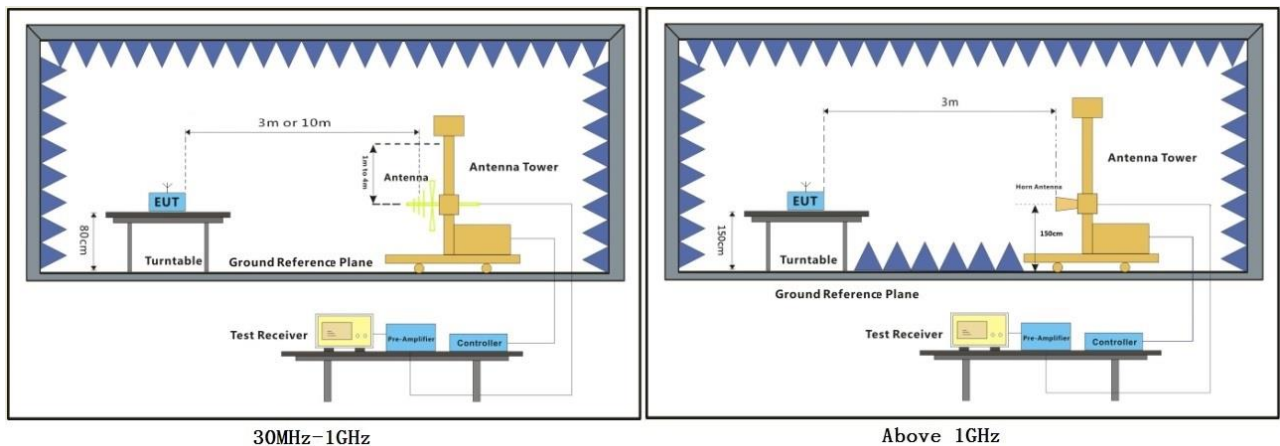 3m or 10m
1m to 4m
Antenna
Antenna Tower
EUT
80cm
Turntable
Ground Reference Plane
Test Receiver
Pre-Amplifier
Controller
30MHz-1GHz
3m
Antenna Tower
Horn Antenna
EUT
150cm
150cm
Turntable
Ground Reference Plane
Test Receiver
Pre-Amplifier
Controller
Above 1GHz